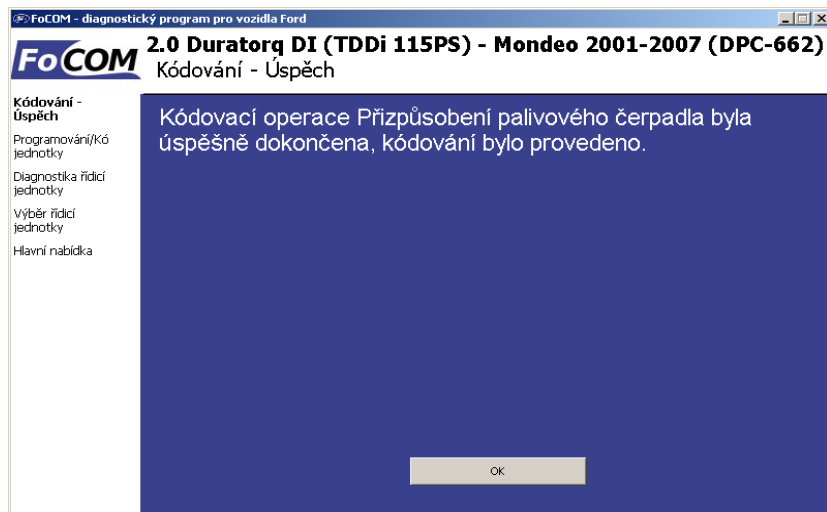 FoCOM - diagnostický program pro vozidla Ford
FoCOM
2.0 Duratorq DI (TDDi 115PS) - Mondeo 2001-2007 (DPC-662)
Kódování - Úspěch
Kódování -
Úspěch
Programování/Kó
jednotky
Diagnostika řídicí
jednotky
Výběr řídicí
jednotky
Hlavní nabídka
Kódovací operace Přizpůsobení palivového čerpadla byla
úspěšně dokončena, kódování bylo provedeno.
OK